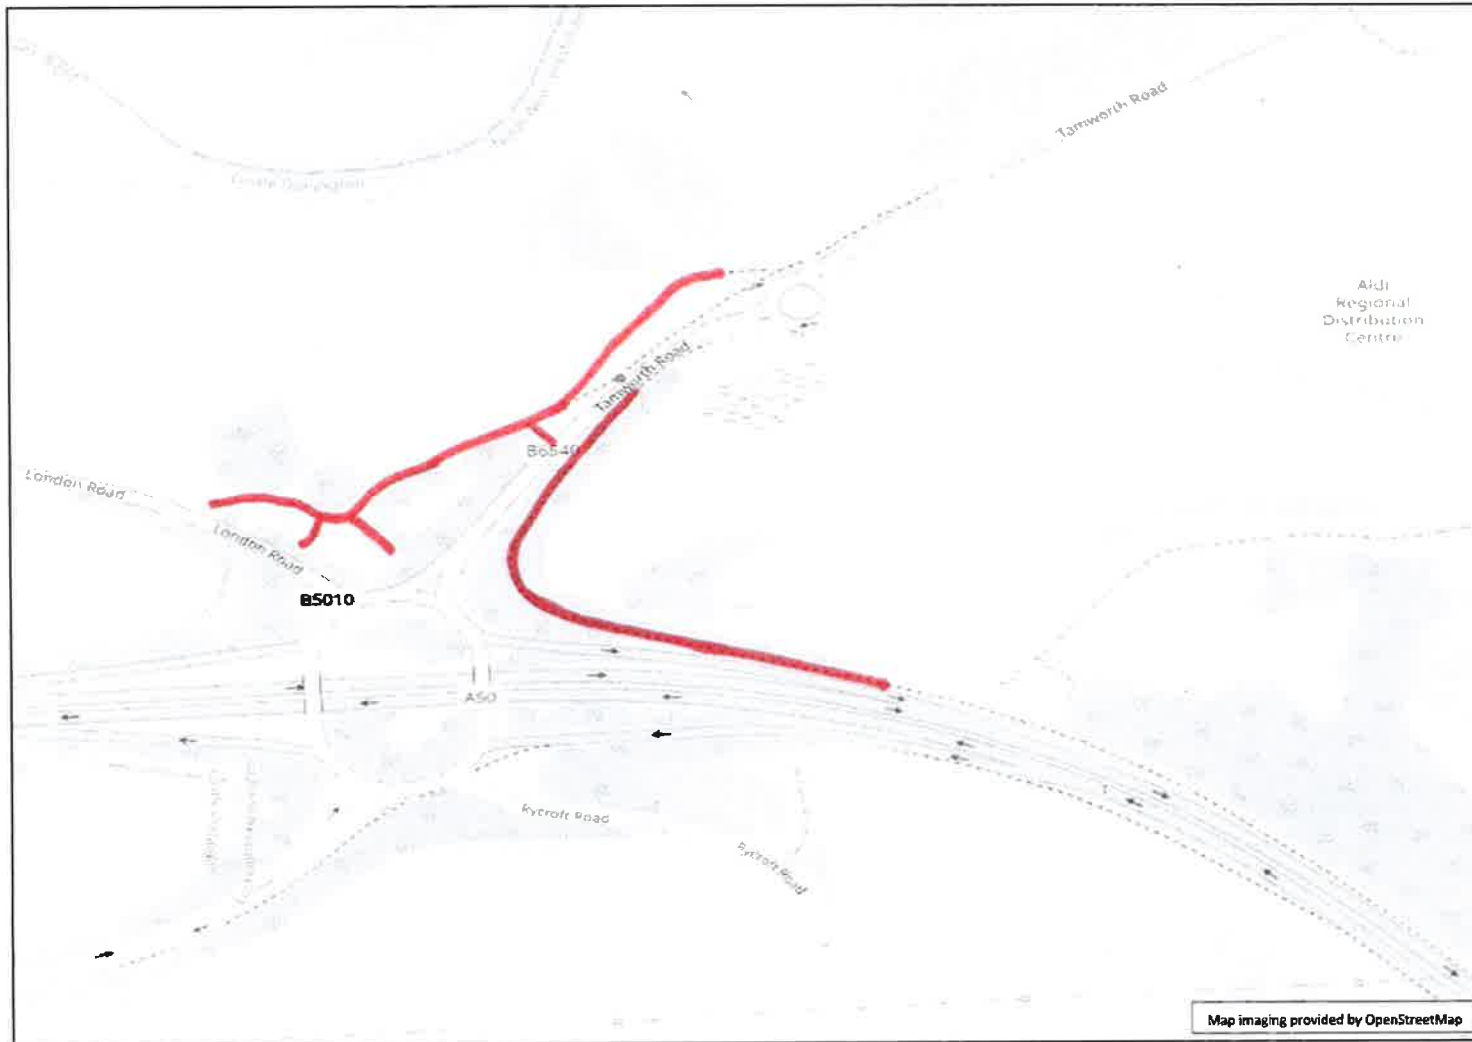 Tamworth Road
Aldi
Regional
Distribution
Centre
Tamworth Road
B6540
London Road
London Road
B5010
A50
Rycroft Road
Rycroft Road
Map imaging provided by OpenStreetMap